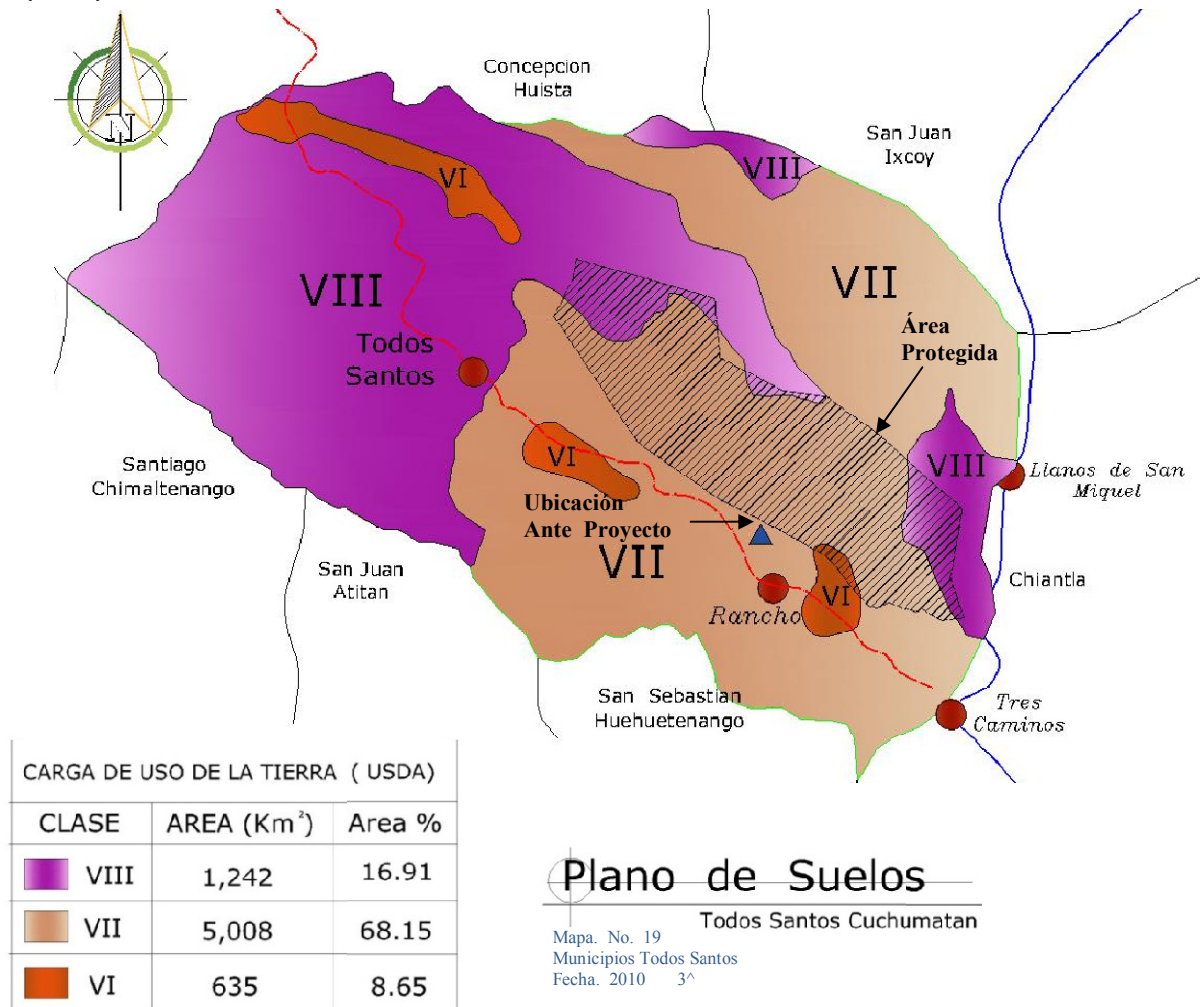 Concepcion
Huista
San Juan
Ixcoy
N
VI
VIII
VIII
VII
Área
Protegida
Todos
Santos
VI
VIII
Llanos de San
Miquel
Santiago
Chimaltenango
Ubicación
Ante Proyecto
VII
San Juan
Atitan
VI
Chiantla
Rancho
San Sebastian
Huehuetenango
Tres
Caminos
CARGA DE USO DE LA TIERRA ( USDA)
CLASE AREA (Km²) Area %
VIII 1,242 16.91
VII 5,008 68.15
VI 635 8.65
Plano de Suelos
Todos Santos Cuchumatan
Mapa. No. 19
Municipios Todos Santos
Fecha. 2010 3^